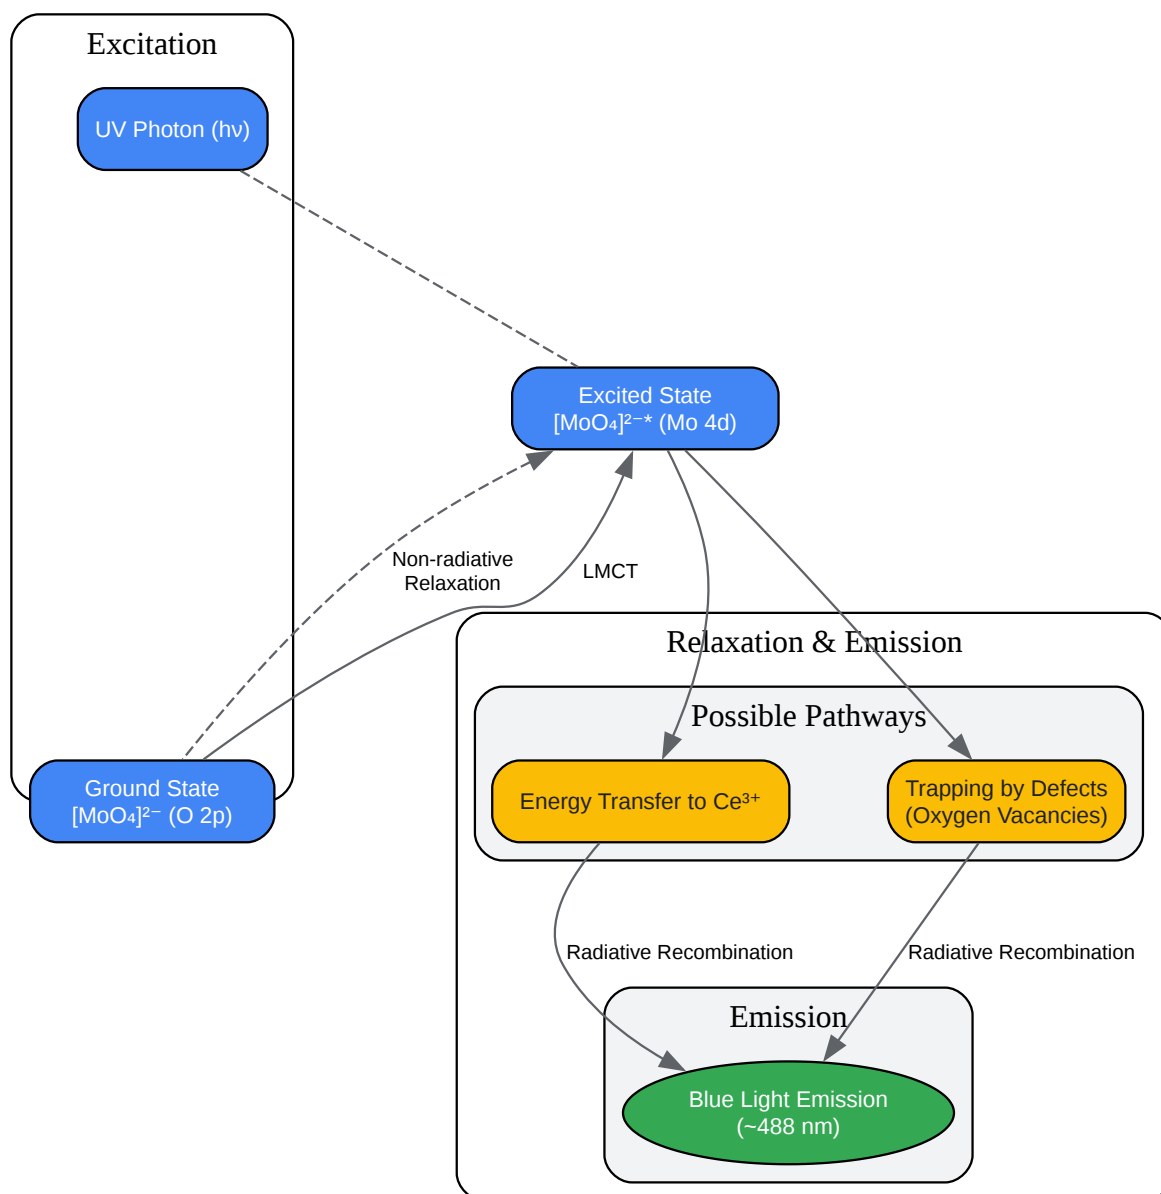 Excitation
UV Photon (hν)
Excited State
[MoO₄]²⁻* (Mo 4d)
Non-radiative
Relaxation
LMCT
Relaxation & Emission
Possible Pathways
Ground State
[MoO₄]²⁻ (O 2p)
Energy Transfer to Ce³⁺
Trapping by Defects
(Oxygen Vacancies)
Radiative Recombination
Radiative Recombination
Emission
Blue Light Emission
(~488 nm)